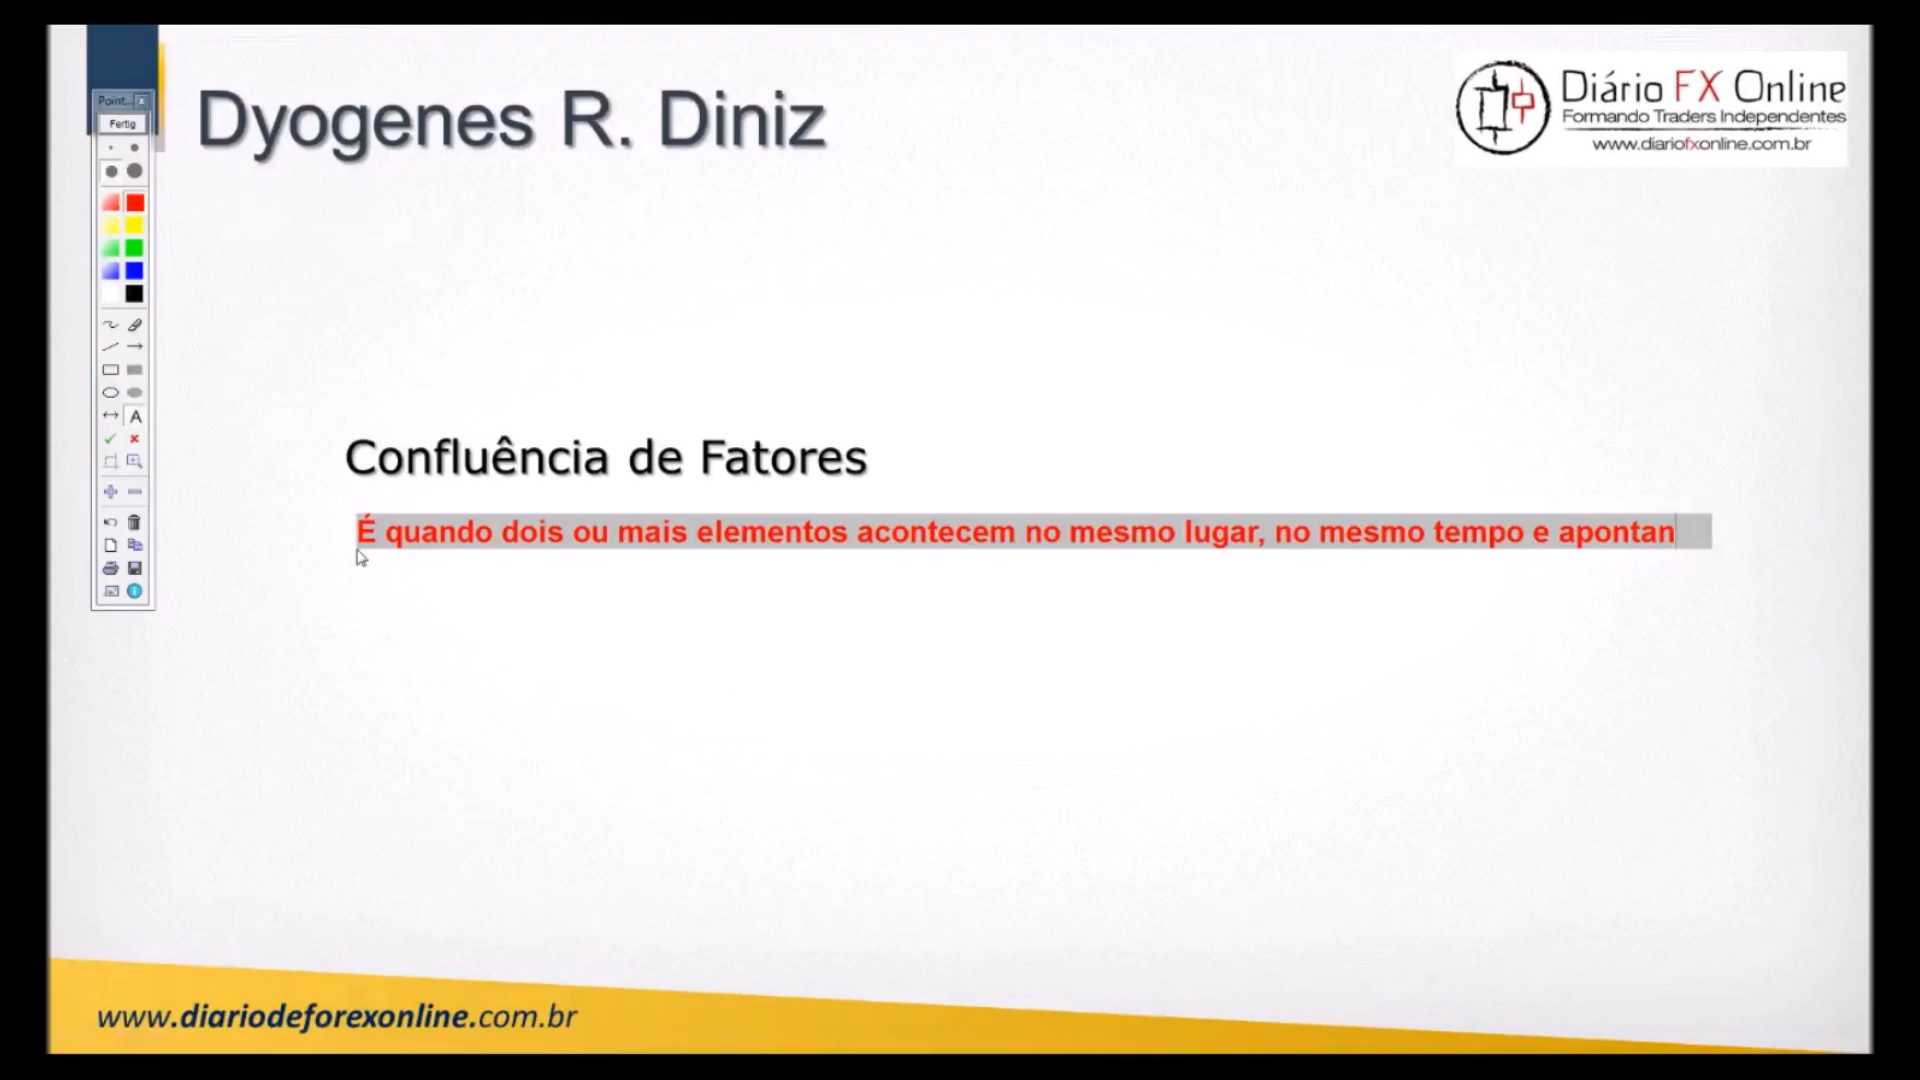 Dyogenes R. Diniz
Diário FX Online
Formando Traders Independentes
www.diariofxonline.com.br
Point...
Fertig
A
Confluência de Fatores
É quando dois ou mais elementos acontecem no mesmo lugar, no mesmo tempo e apontan
www.diariodeforexonline.com.br